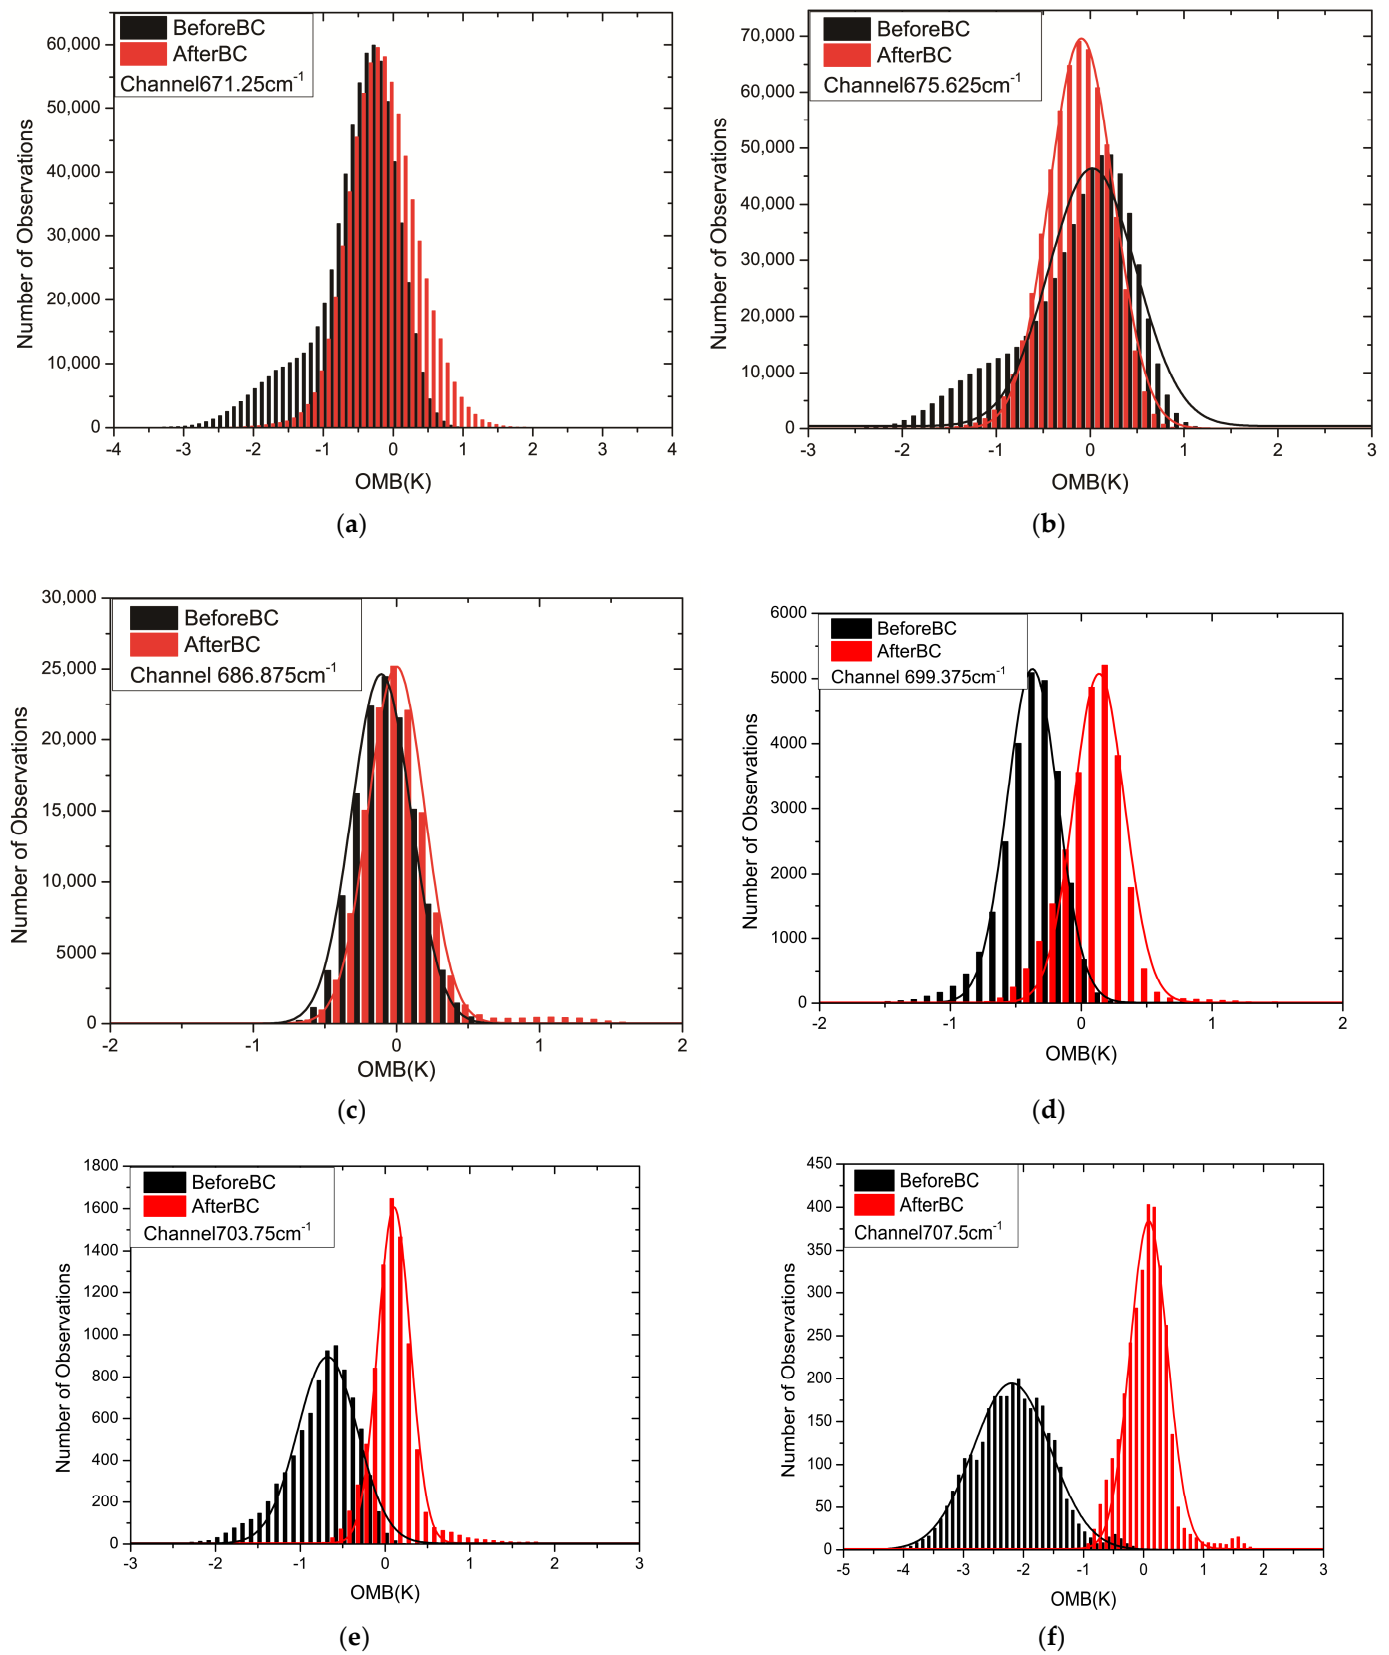 BeforeBC
AfterBC
Channel671.25cm-1
60,000
50,000
40,000
30,000
20,000
10,000
0
-4 -3 -2 -1 0 1 2 3 4
Number of Observations
OMB(K)
(a)
BeforeBC
AfterBC
Channel675.625cm-1
70,000
60,000
50,000
40,000
30,000
20,000
10,000
0
-3 -2 -1 0 1 2 3
Number of Observations
OMB(K)
(b)
BeforeBC
AfterBC
Channel 686.875cm-1
30,000
25,000
20,000
15,000
10,000
5000
0
-2 -1 0 1 2
Number of Observations
OMB(K)
(c)
BeforeBC
AfterBC
Channel 699.375cm-1
6000
5000
4000
3000
2000
1000
0
-2 -1 0 1 2
Number of Observations
OMB(K)
(d)
BeforeBC
AfterBC
Channel703.75cm-1
1800
1600
1400
1200
1000
800
600
400
200
0
-3 -2 -1 0 1 2 3
Number of Observations
OMB(K)
(e)
BeforeBC
AfterBC
Channel707.5cm-1
450
400
350
300
250
200
150
100
50
0
-5 -4 -3 -2 -1 0 1 2 3
Number of Observations
OMB(K)
(f)